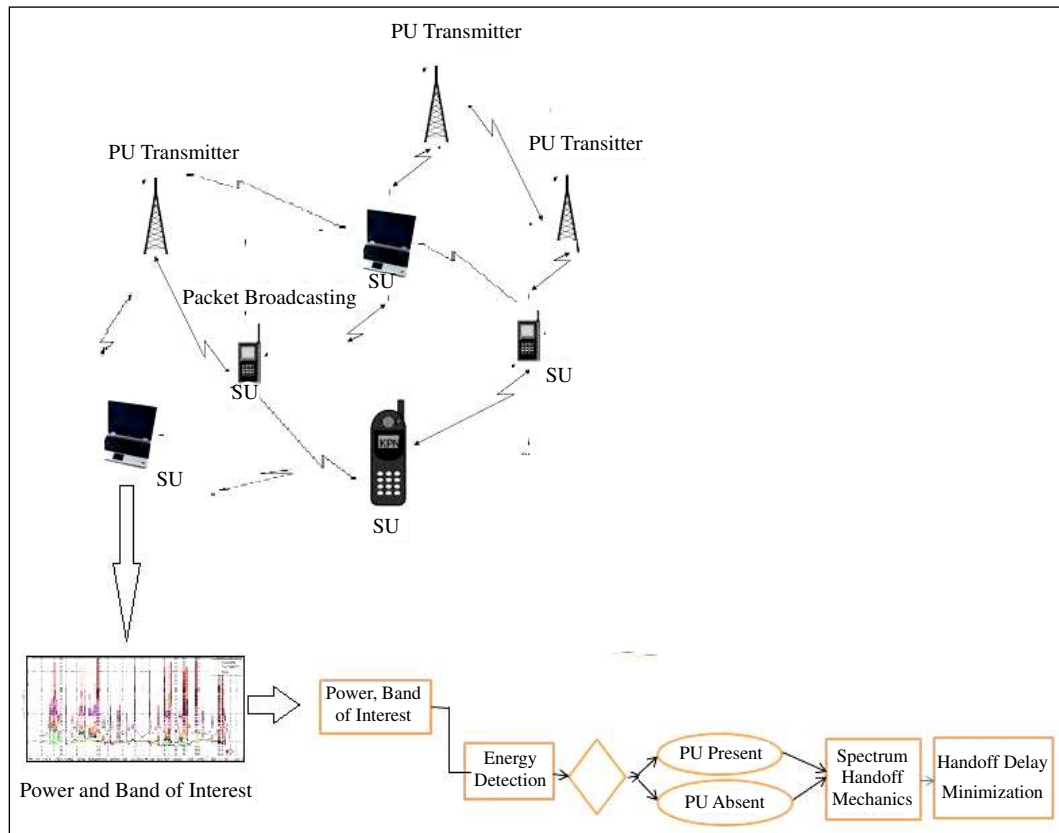 PU Transmitter
PU Transmitter
PU Transitter
SU
Packet Broadcasting
SU
SU
KPN
SU
SU
Power, Band
of Interest
Energy
Detection
PU Present
PU Absent
Spectrum
Handoff
Mechanics
Handoff Delay
Minimization
Power and Band of Interest